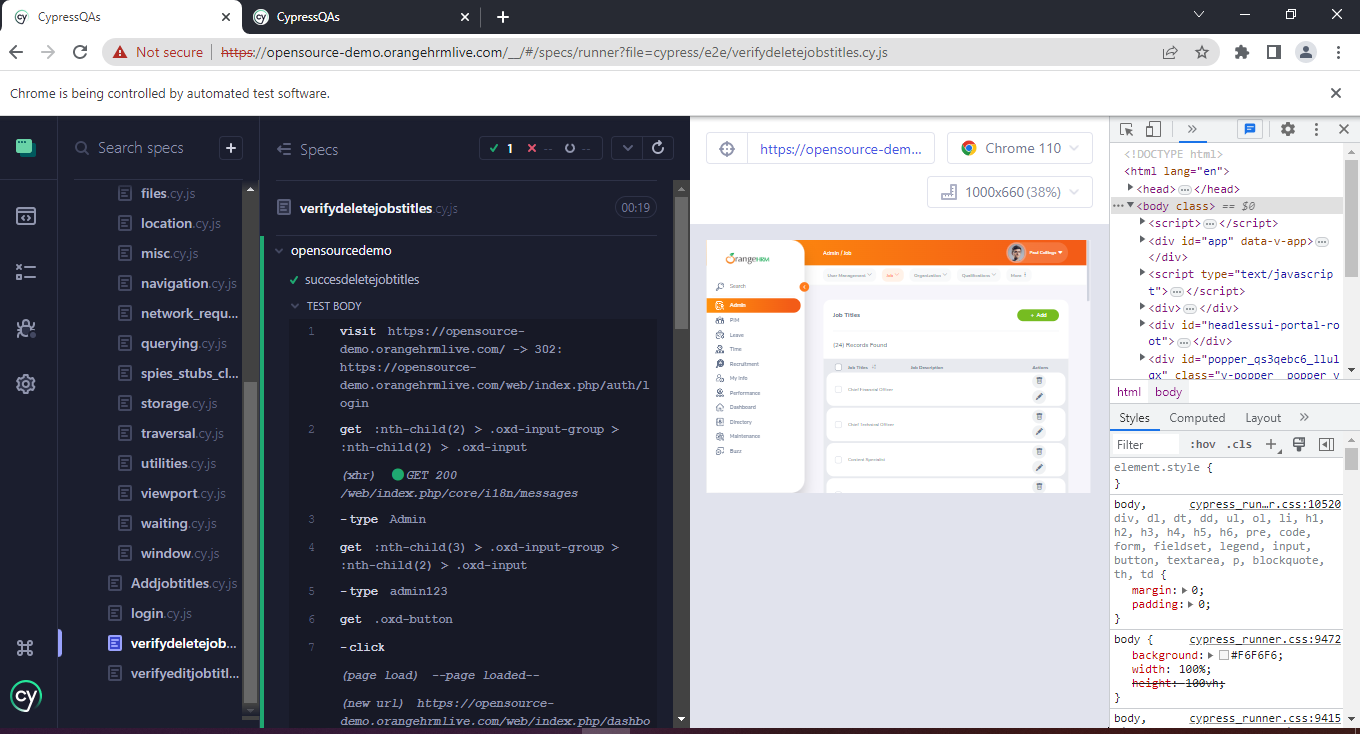 CypressQAs
CypressQAs
Not secure
https://opensource-demo.orangehrmlive.com/__/#/specs/runner?file=cypress/e2e/verifydeletejobstitles.cy.js
Chrome is being controlled by automated test software.
Search specs
files.cy.js
location.cy.js
misc.cy.js
navigation.cy.js
network_requ...
querying.cy.js
spies_stubs_cl...
storage.cy.js
traversal.cy.js
utilities.cy.js
viewport.cy.js
waiting.cy.js
window.cy.js
Addjobtitles.cy.js
login.cy.js
verifydeletejob...
verifyeditjobtitl...
cy
Specs
1
--
--
verifydeletejobstitles.cy.js
00:19
opensourcedemo
succesdeletejobtitles
TEST BODY
1 visit https://opensource-
demo.orangehrmlive.com/ -> 302:
https://opensource-
demo.orangehrmlive.com/web/index.php/auth/l
ogin
2 get :nth-child(2) > .oxd-input-group >
:nth-child(2) > .oxd-input
(xhr) GET 200
/web/index.php/core/i18n/messages
3 -type Admin
4 get :nth-child(3) > .oxd-input-group >
:nth-child(2) > .oxd-input
5 -type admin123
6 get .oxd-button
7 -click
(page load) --page loaded--
(new url) https://opensource-
demo.orangehrmlive.com/web/index.php/dashbo
https://opensource-dem...
Chrome 110
1000x660 (38%)
OrangeHRM
Search
Admin
PIM
Leave
Time
Recruitment
My Info
Performance
Dashboard
Directory
Maintenance
Buzz
Admin / Job
Paul Collings
User Management
Job
Organization
Qualifications
More
Job Titles
+ Add
(24) Records Found
Job Titles
Job Description
Actions
Chief Financial Officer
Chief Technical Officer
Content Specialist
<!DOCTYPE html>
<html lang="en">
<head>…</head>
<body class> == $0
<script>…</script>
<div id="app" data-v-app>…
</div>
<script type="text/javascrip
t">…</script>
<div>…</div>
<div id="headlessui-portal-ro
ot">…</div>
<div id="popper_qs3qebc6_l1u1
html body
Styles Computed Layout
Filter
:hov .cls
element.style {
}
body, cypress_run…r.css:10520
div, dl, dt, dd, ul, ol, li, h1,
h2, h3, h4, h5, h6, pre, code,
form, fieldset, legend, input,
button, textarea, p, blockquote,
th, td {
margin: 0;
padding: 0;
}
body { cypress_runner.css:9472
background: #F6F6F6;
width: 100%;
height: 100vh;
}
body, cypress_runner.css:9415